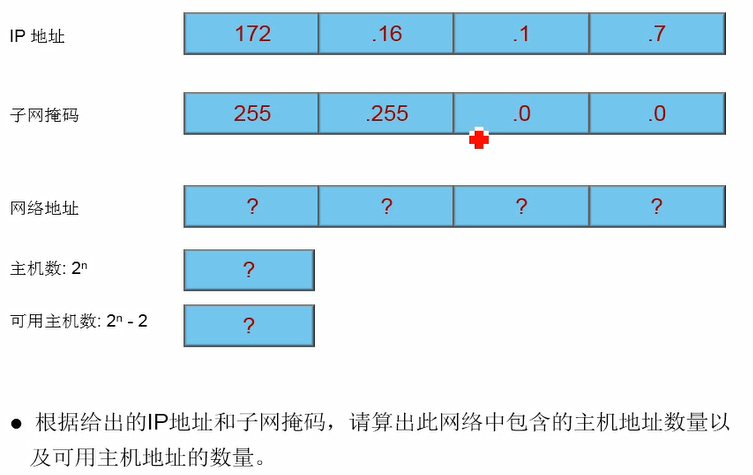 IP 地址 172 .16 .1 .7
子网掩码 255 .255 .0 .0
网络地址 ? ? ? ?
主机数: 2ⁿ ?
可用主机数: 2ⁿ - 2 ?
● 根据给出的IP地址和子网掩码，请算出此网络中包含的主机地址数量以
及可用主机地址的数量。